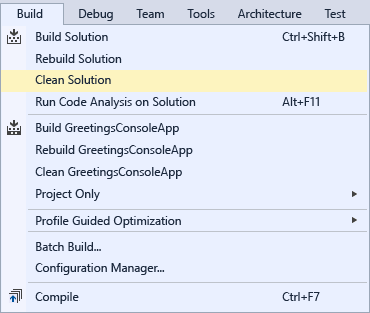 Build Debug Team Tools Architecture Test
Build Solution Ctrl+Shift+B
Rebuild Solution
Clean Solution
Run Code Analysis on Solution Alt+F11
Build GreetingsConsoleApp
Rebuild GreetingsConsoleApp
Clean GreetingsConsoleApp
Project Only
Profile Guided Optimization
Batch Build...
Configuration Manager...
Compile Ctrl+F7